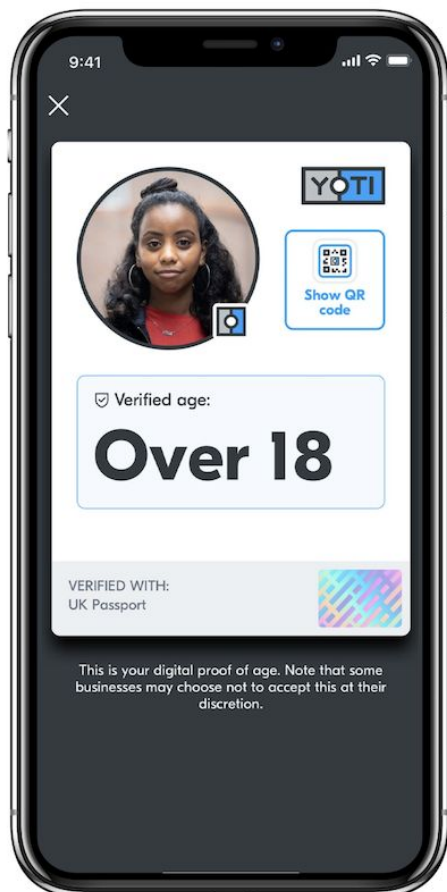 9:41
YOTI
Show QR
code
Verified age:
Over 18
VERIFIED WITH:
UK Passport
This is your digital proof of age. Note that some
businesses may choose not to accept this at their
discretion.